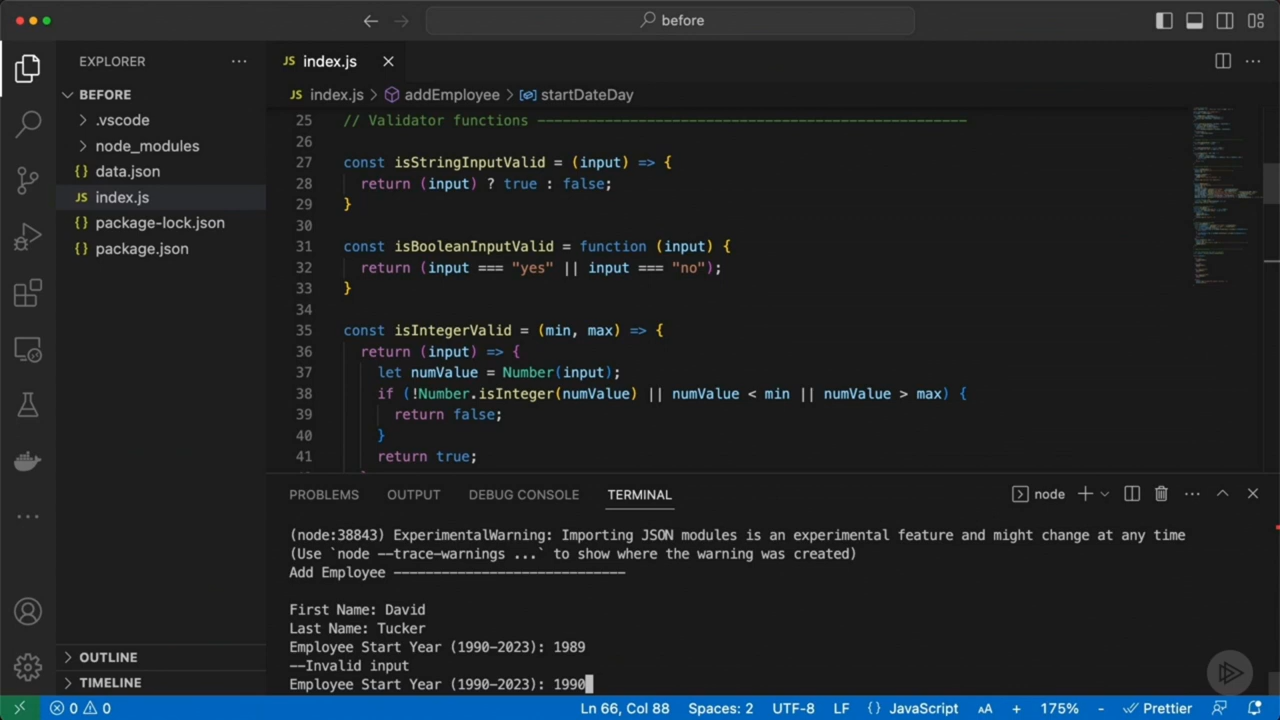 before
EXPLORER
BEFORE
.vscode
node_modules
{} data.json
JS index.js
{} package-lock.json
{} package.json
OUTLINE
TIMELINE
JS index.js
JS index.js > addEmployee > startDateDay
25 // Validator functions --------------------------------------------------
26
27 const isStringInputValid = (input) => {
28 return (input) ? true : false;
29 }
30
31 const isBooleanInputValid = function (input) {
32 return (input === "yes" || input === "no");
33 }
34
35 const isIntegerValid = (min, max) => {
36 return (input) => {
37 let numValue = Number(input);
38 if (!Number.isInteger(numValue) || numValue < min || numValue > max) {
39 return false;
40 }
41 return true;
PROBLEMS OUTPUT DEBUG CONSOLE TERMINAL node
(node:38843) ExperimentalWarning: Importing JSON modules is an experimental feature and might change at any time
(Use `node --trace-warnings ...` to show where the warning was created)
Add Employee -----------------------------
First Name: David
Last Name: Tucker
Employee Start Year (1990-2023): 1989
--Invalid input
Employee Start Year (1990-2023): 1990
0 0 Ln 66, Col 88 Spaces: 2 UTF-8 LF {} JavaScript AA + 175% - Prettier